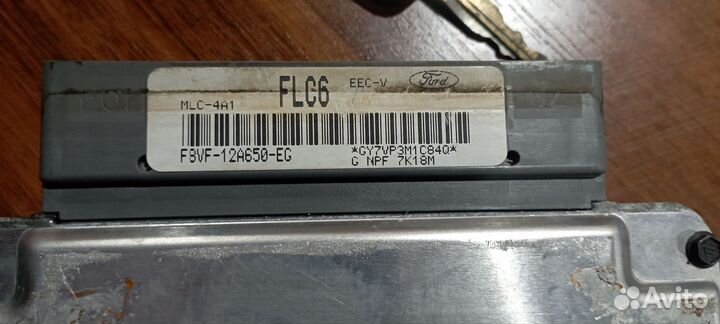 FLC6 EEC-V Ford
MLC-4A1
F8VF-12A650-EG *GY7VP3M1C84Q*
G NPF 7K18M
Avito